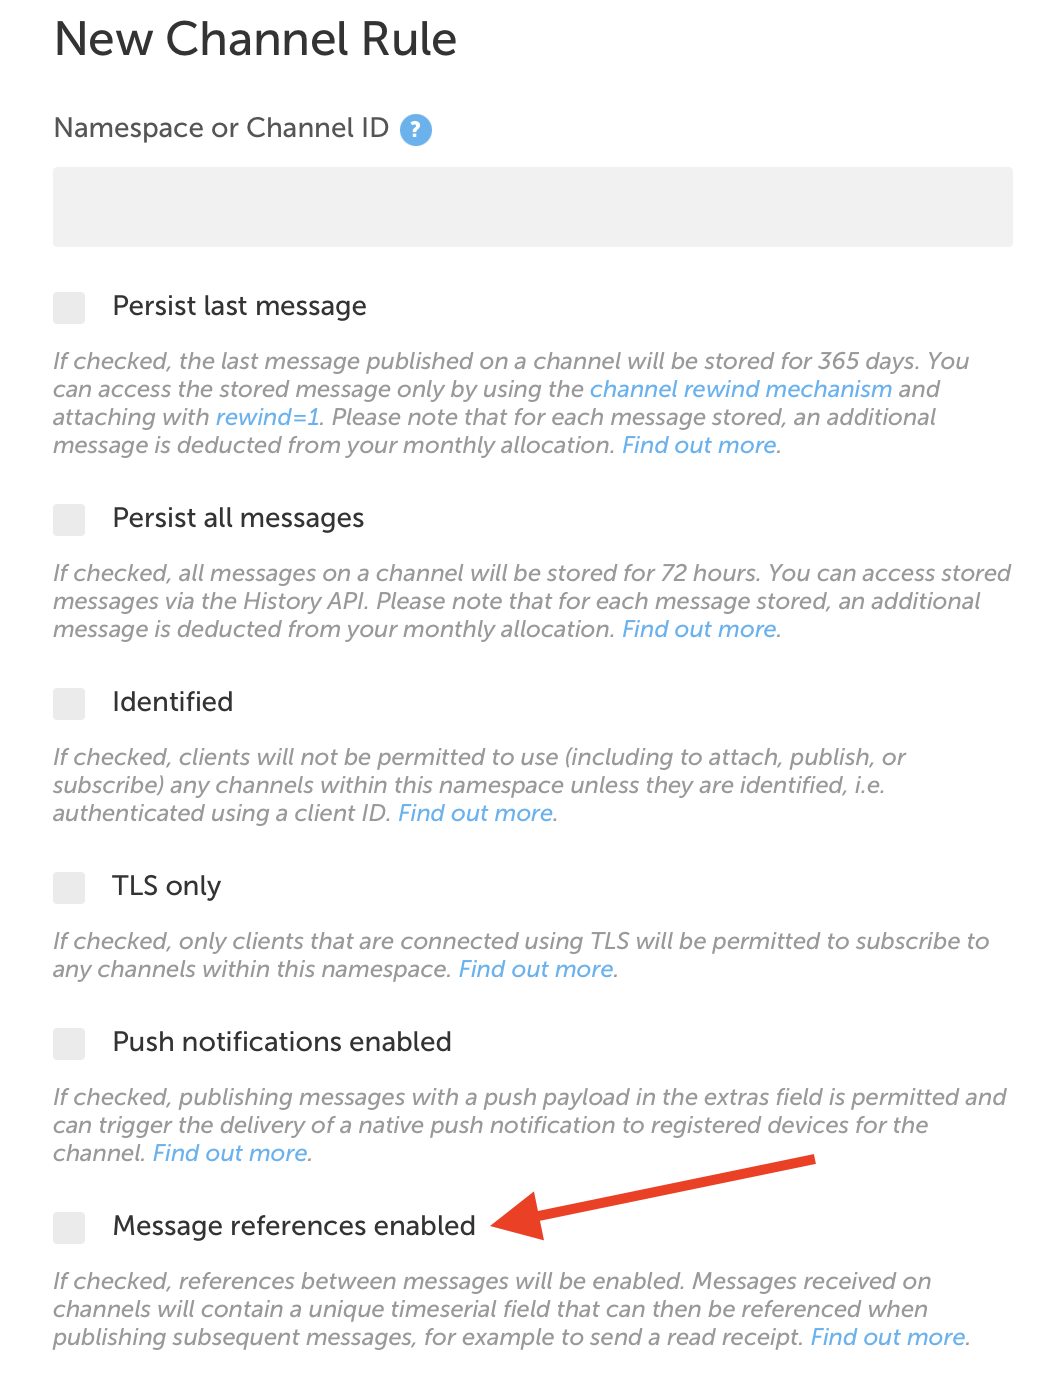 New Channel Rule
Namespace or Channel ID ?
Persist last message
If checked, the last message published on a channel will be stored for 365 days. You
can access the stored message only by using the channel rewind mechanism and
attaching with rewind=1. Please note that for each message stored, an additional
message is deducted from your monthly allocation. Find out more.
Persist all messages
If checked, all messages on a channel will be stored for 72 hours. You can access stored
messages via the History API. Please note that for each message stored, an additional
message is deducted from your monthly allocation. Find out more.
Identified
If checked, clients will not be permitted to use (including to attach, publish, or
subscribe) any channels within this namespace unless they are identified, i.e.
authenticated using a client ID. Find out more.
TLS only
If checked, only clients that are connected using TLS will be permitted to subscribe to
any channels within this namespace. Find out more.
Push notifications enabled
If checked, publishing messages with a push payload in the extras field is permitted and
can trigger the delivery of a native push notification to registered devices for the
channel. Find out more.
Message references enabled
If checked, references between messages will be enabled. Messages received on
channels will contain a unique timeserial field that can then be referenced when
publishing subsequent messages, for example to send a read receipt. Find out more.